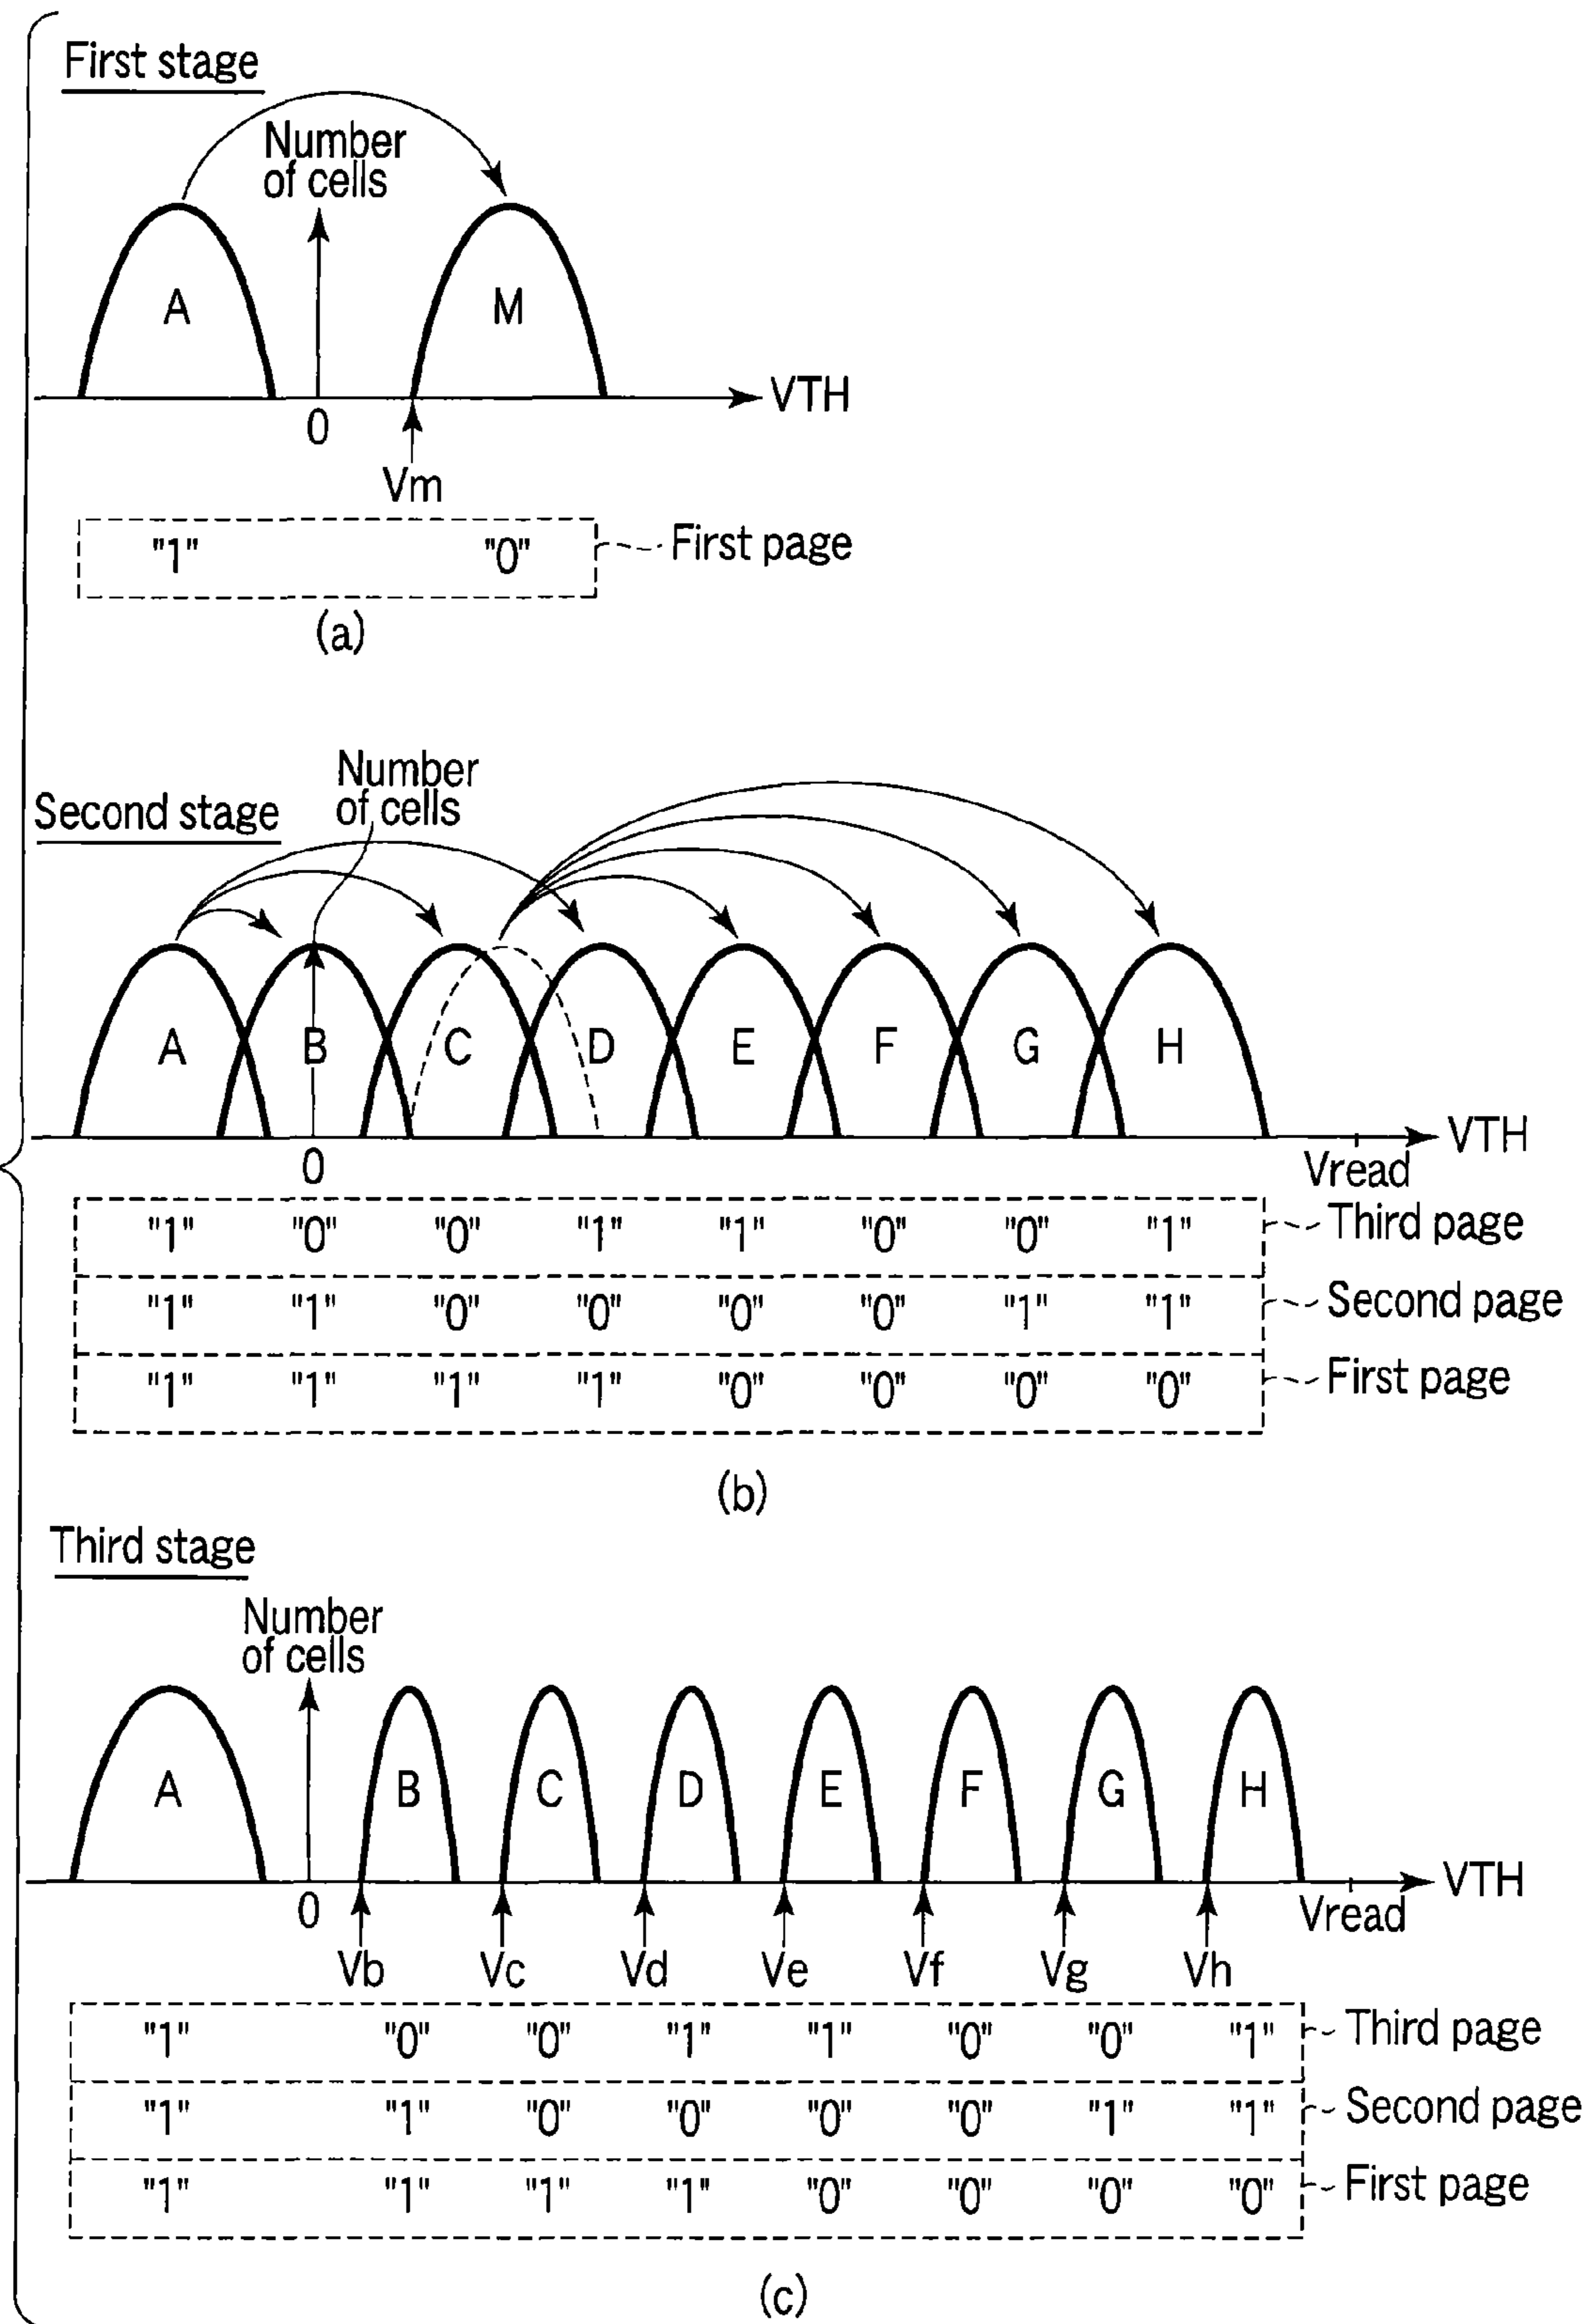 First stage
Number
of cells
A
M
VTH
0
Vm
"1" "0" First page
(a)
Number
of cells
Second stage
A B C D E F G H
VTH
0
Vread
"1" "0" "0" "1" "1" "0" "0" "1" Third page
"1" "1" "0" "0" "0" "0" "1" "1" Second page
"1" "1" "1" "1" "0" "0" "0" "0" First page
(b)
Third stage
Number
of cells
A B C D E F G H
VTH
0
Vread
Vb Vc Vd Ve Vf Vg Vh
"1" "0" "0" "1" "1" "0" "0" "1" Third page
"1" "1" "0" "0" "0" "0" "1" "1" Second page
"1" "1" "1" "1" "0" "0" "0" "0" First page
(c)